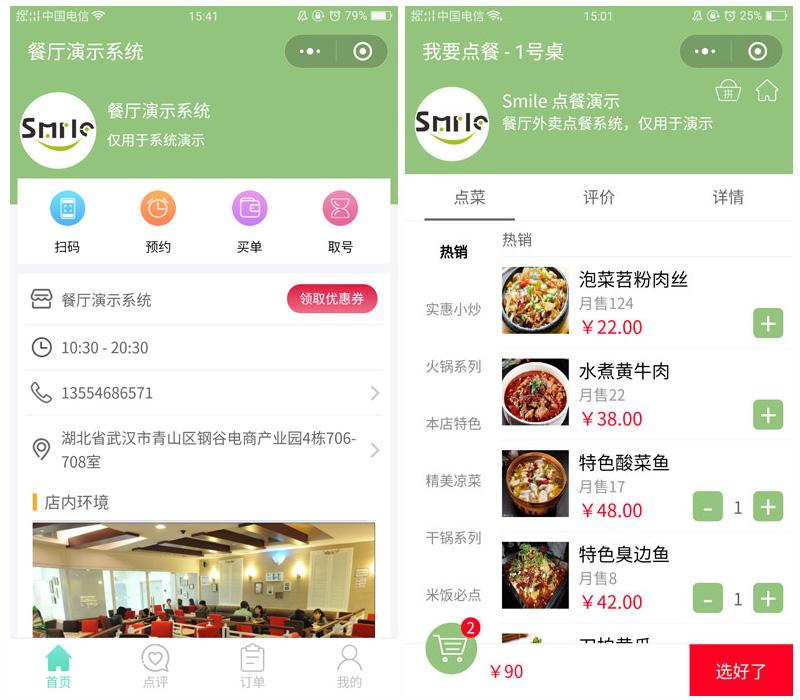 中国电信 15:41 79%
餐厅演示系统
Smile
餐厅演示系统
仅用于系统演示
扫码 预约 买单 取号
餐厅演示系统 领取优惠券
10:30 - 20:30
13554686571
湖北省武汉市青山区钢谷电商产业园4栋706-
708室
店内环境
首页 点评 订单 我的
中国电信 15:01 25%
我要点餐 - 1号桌
拼
Smile
Smile 点餐演示
餐厅外卖点餐系统，仅用于演示
点菜 评价 详情
热销
实惠小炒
火锅系列
本店特色
精美凉菜
干锅系列
米饭必点
热销
泡菜苕粉肉丝
月售124
￥22.00 +
水煮黄牛肉
月售22
￥38.00 +
特色酸菜鱼
月售17
￥48.00 - 1 +
特色臭边鱼
月售8
￥42.00 - 1 +
2
￥90 选好了